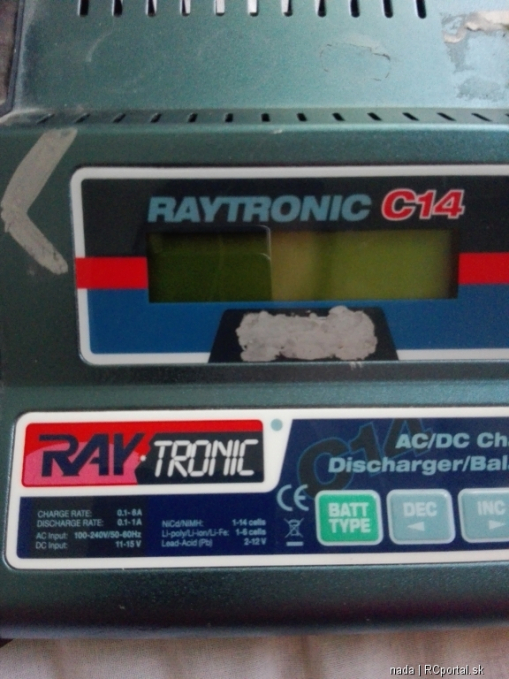 RAYTRONIC C14
RAY·TRONIC
C14
AC/DC Cha
Discharger/Bala
CHARGE RATE: 0.1- 6A
DISCHARGE RATE: 0.1-1A
AC Input: 100-240V/50-60Hz
DC Input: 11-15 V
NiCd/NiMH: 1-14 cells
Li-poly/Li-ion/Li-Fe: 1-6 cells
Lead-Acid (Pb) 2-12 V
CE
BATT
TYPE
DEC
INC
nada | RCportal.sk